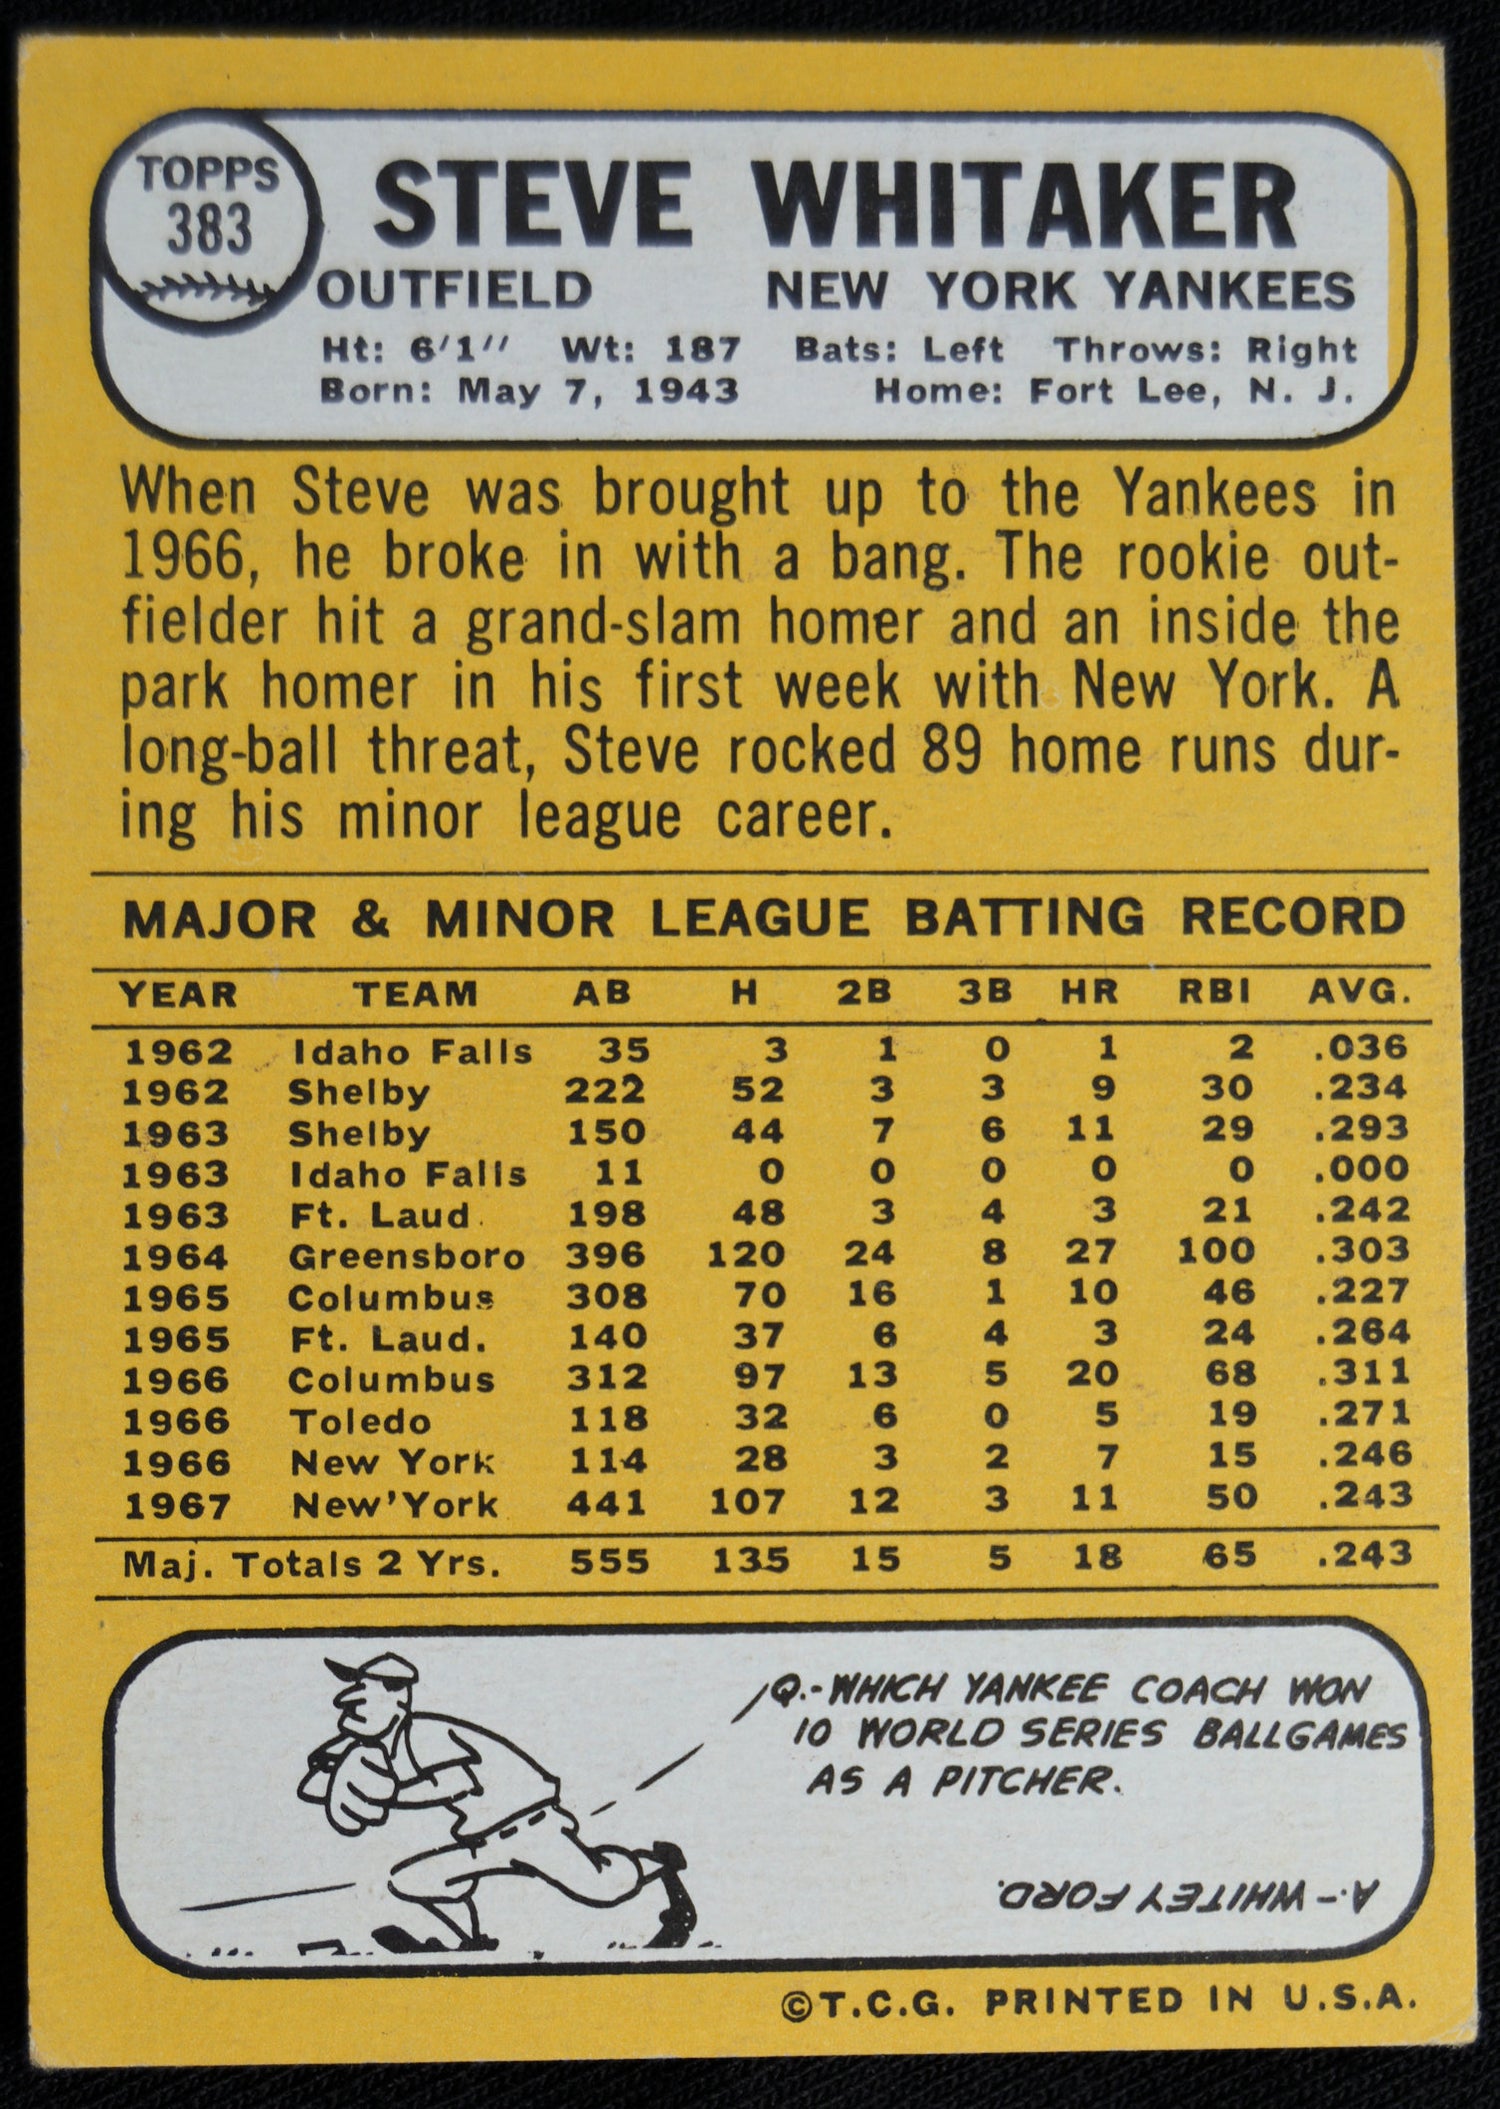 TOPPS
383
STEVE WHITAKER
OUTFIELD NEW YORK YANKEES
Ht: 6'1" Wt: 187 Bats: Left Throws: Right
Born: May 7, 1943 Home: Fort Lee, N. J.
When Steve was brought up to the Yankees in
1966, he broke in with a bang. The rookie out-
fielder hit a grand-slam homer and an inside the
park homer in his first week with New York. A
long-ball threat, Steve rocked 89 home runs dur-
ing his minor league career.
MAJOR & MINOR LEAGUE BATTING RECORD
YEAR TEAM AB H 2B 3B HR RBI AVG.
1962 Idaho Falls 35 3 1 0 1 2 .036
1962 Shelby 222 52 3 3 9 30 .234
1963 Shelby 150 44 7 6 11 29 .293
1963 Idaho Falls 11 0 0 0 0 0 .000
1963 Ft. Laud. 198 48 3 4 3 21 .242
1964 Greensboro 396 120 24 8 27 100 .303
1965 Columbus 308 70 16 1 10 46 .227
1965 Ft. Laud. 140 37 6 4 3 24 .264
1966 Columbus 312 97 13 5 20 68 .311
1966 Toledo 118 32 6 0 5 19 .271
1966 New York 114 28 3 2 7 15 .246
1967 New'York 441 107 12 3 11 50 .243
Maj. Totals 2 Yrs. 555 135 15 5 18 65 .243
Q.- WHICH YANKEE COACH WON
10 WORLD SERIES BALLGAMES
AS A PITCHER.
A.- WHITEY FORD.
©T.C.G. PRINTED IN U.S.A.